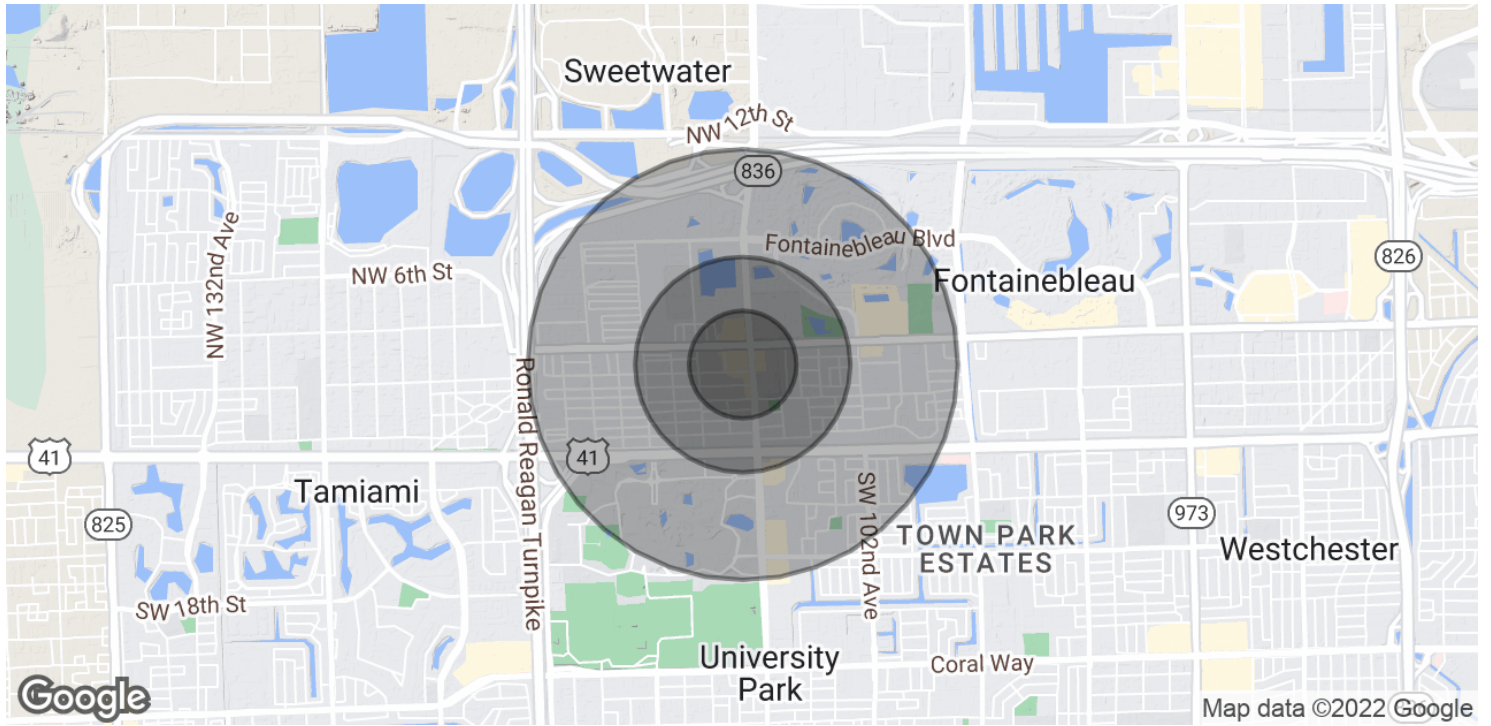 Sweetwater
NW 12th St
836
Fontainebleau Blvd
NW 132nd Ave
NW 6th St
Fontainebleau
826
Ronald Reagan Turnpike
41
41
Tamiami
825
SW 102nd Ave
973
TOWN PARK
ESTATES
Westchester
SW 18th St
University
Park
Coral Way
Google
Map data ©2022 Google